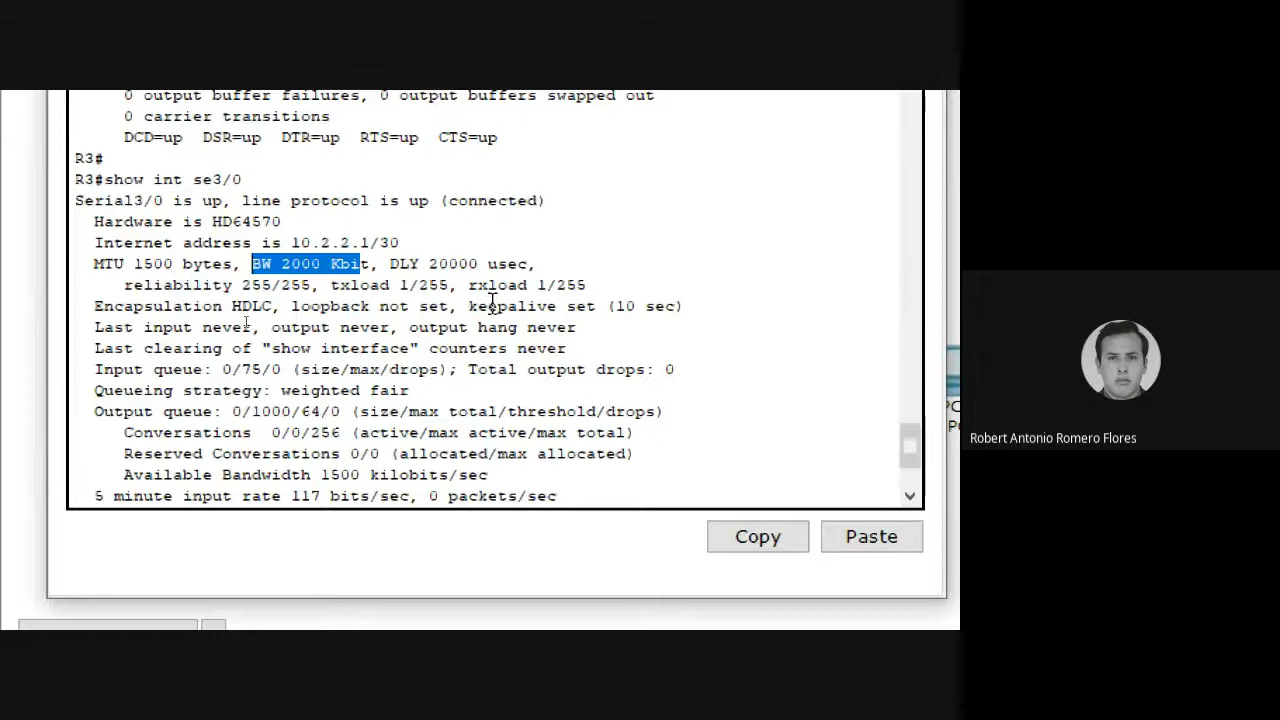 0 output buffer failures, 0 output buffers swapped out
0 carrier transitions
DCD=up DSR=up DTR=up RTS=up CTS=up
R3#
R3#show int se3/0
Serial3/0 is up, line protocol is up (connected)
Hardware is HD64570
Internet address is 10.2.2.1/30
MTU 1500 bytes, BW 2000 Kbit, DLY 20000 usec,
reliability 255/255, txload 1/255, rxload 1/255
Encapsulation HDLC, loopback not set, keepalive set (10 sec)
Last input never, output never, output hang never
Last clearing of "show interface" counters never
Input queue: 0/75/0 (size/max/drops); Total output drops: 0
Queueing strategy: weighted fair
Output queue: 0/1000/64/0 (size/max total/threshold/drops)
Conversations 0/0/256 (active/max active/max total)
Reserved Conversations 0/0 (allocated/max allocated)
Available Bandwidth 1500 kilobits/sec
5 minute input rate 117 bits/sec, 0 packets/sec
Copy Paste
Robert Antonio Romero Flores